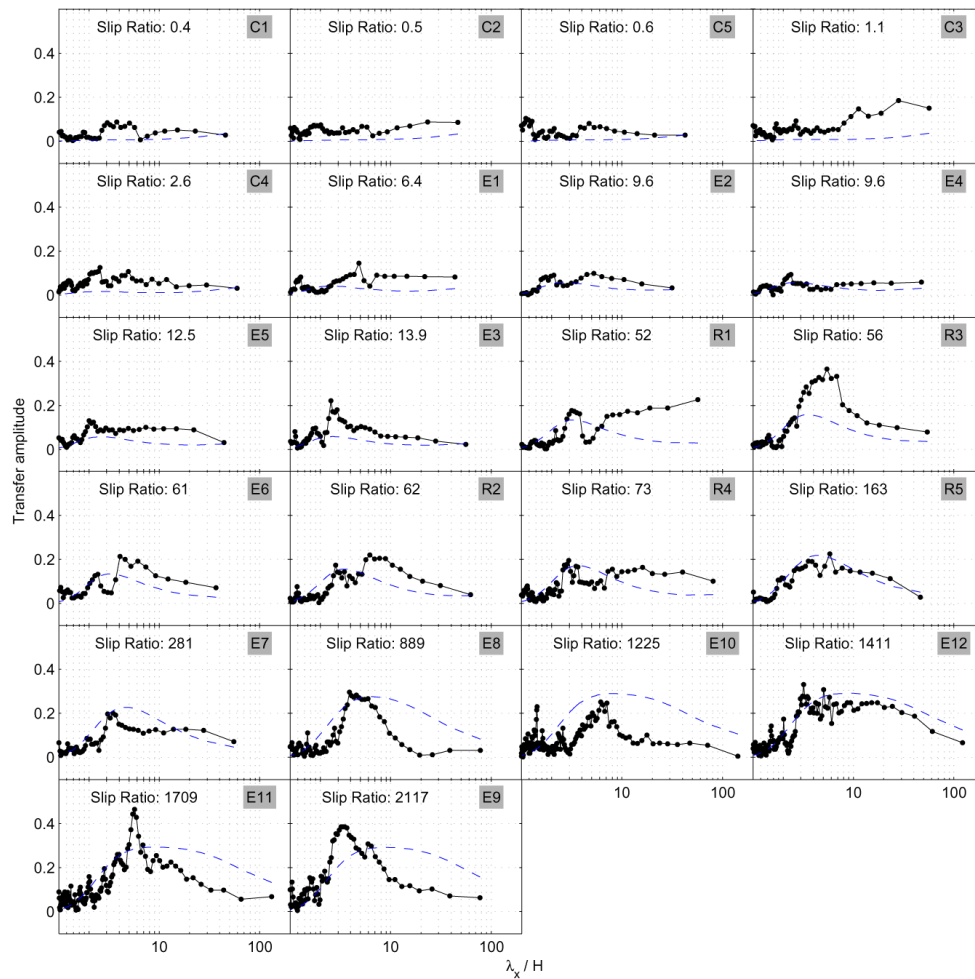 Slip Ratio: 0.4 C1 Slip Ratio: 0.5 C2 Slip Ratio: 0.6 C5 Slip Ratio: 1.1 C3
0.4
0.2
0
Slip Ratio: 2.6 C4 Slip Ratio: 6.4 E1 Slip Ratio: 9.6 E2 Slip Ratio: 9.6 E4
0.4
0.2
0
Slip Ratio: 12.5 E5 Slip Ratio: 13.9 E3 Slip Ratio: 52 R1 Slip Ratio: 56 R3
0.4
0.2
0
Transfer amplitude
Slip Ratio: 61 E6 Slip Ratio: 62 R2 Slip Ratio: 73 R4 Slip Ratio: 163 R5
0.4
0.2
0
Slip Ratio: 281 E7 Slip Ratio: 889 E8 Slip Ratio: 1225 E10 Slip Ratio: 1411 E12
0.4
0.2
0
10 100 10 100
Slip Ratio: 1709 E11 Slip Ratio: 2117 E9
0.4
0.2
0
10 100 10 100
λx / H